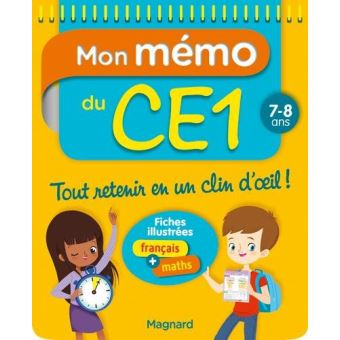 Mon mémo
du
CE1
7-8
ans
Tout retenir en un clin d'œil !
Fiches
illustrées
français
+
maths
Magnard